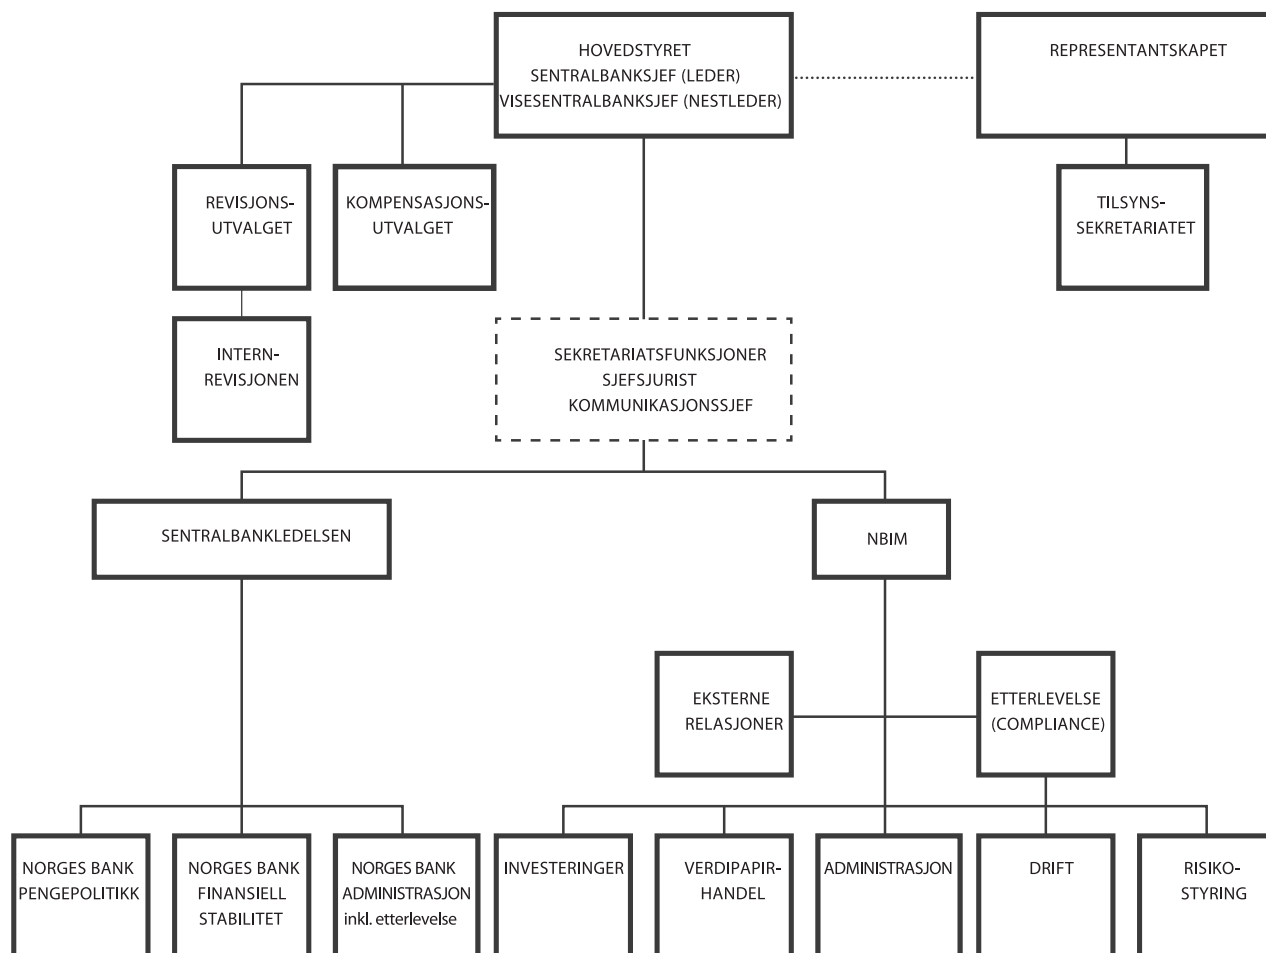 HOVEDSTYRET
SENTRALBANKSJEF (LEDER)
VISESENTRALBANKSJEF (NESTLEDER)
REPRESENTANTSKAPET
REVISJONS-
UTVALGET
KOMPENSASJONS-
UTVALGET
TILSYNS-
SEKRETARIATET
INTERN-
REVISJONEN
SEKRETARIATSFUNKSJONER
SJEFSJURIST
KOMMUNIKASJONSSJEF
SENTRALBANKLEDELSEN
NBIM
EKSTERNE
RELASJONER
ETTERLEVELSE
(COMPLIANCE)
NORGES BANK
PENGEPOLITIKK
NORGES BANK
FINANSIELL
STABILITET
NORGES BANK
ADMINISTRASJON
inkl. etterlevelse
INVESTERINGER
VERDIPAPIR-
HANDEL
ADMINISTRASJON
DRIFT
RISIKO-
STYRING